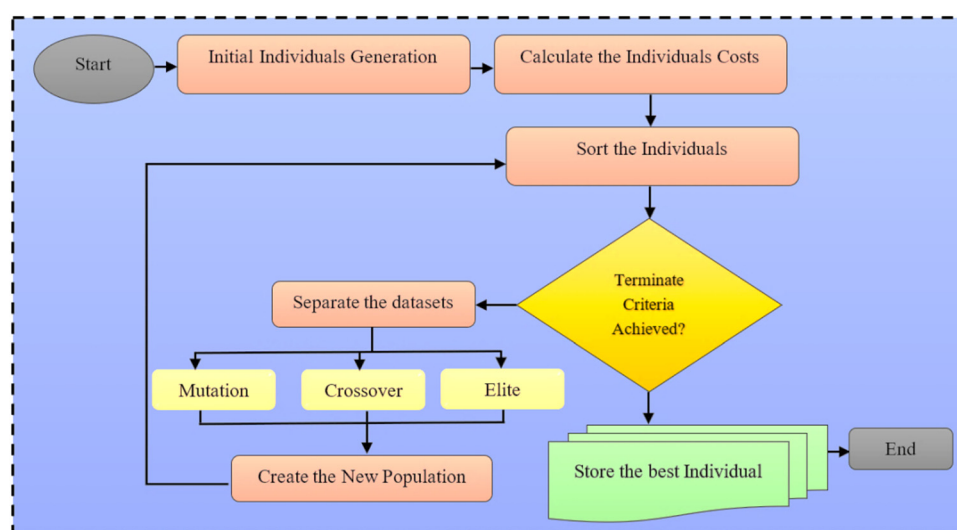 Start
Initial Individuals Generation
Calculate the Individuals Costs
Sort the Individuals
Terminate
Criteria
Achieved?
Separate the datasets
Mutation
Crossover
Elite
Create the New Population
Store the best Individual
End